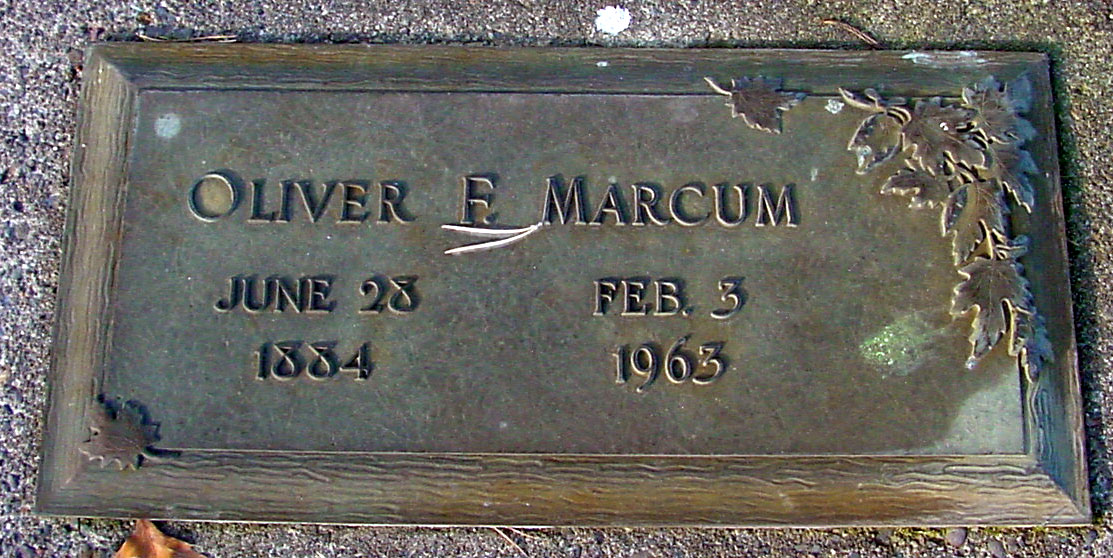 OLIVER E. MARCUM
JUNE 28 FEB. 3
1884 1963